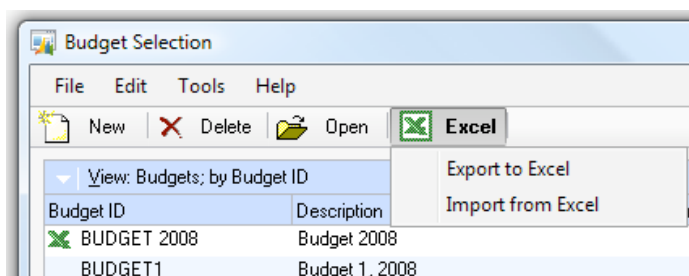 Budget Selection
File Edit Tools Help
New Delete Open Excel
Export to Excel
Import from Excel
View: Budgets; by Budget ID
Budget ID Description
BUDGET 2008 Budget 2008
BUDGET1 Budget 1, 2008